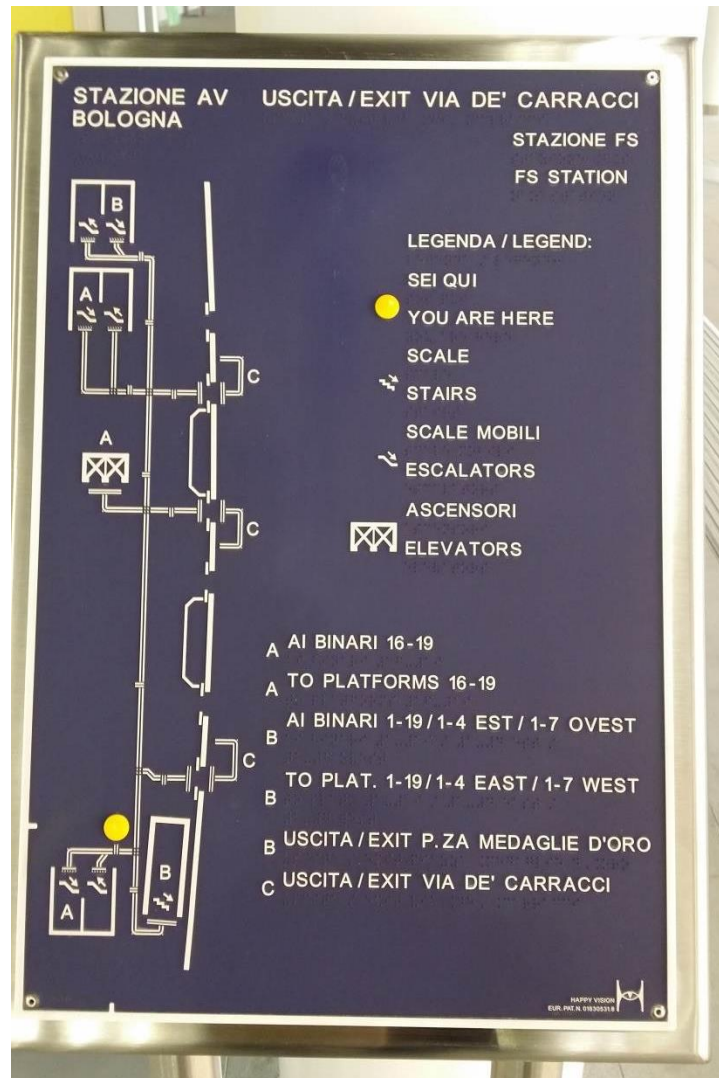 STAZIONE AV
BOLOGNA
USCITA / EXIT VIA DE' CARRACCI
STAZIONE FS
FS STATION
LEGENDA / LEGEND:
SEI QUI
YOU ARE HERE
SCALE
STAIRS
SCALE MOBILI
ESCALATORS
ASCENSORI
ELEVATORS
B
A
C
A
C
C
A
B
A AI BINARI 16-19
A TO PLATFORMS 16-19
B AI BINARI 1-19 / 1-4 EST / 1-7 OVEST
B TO PLAT. 1-19 / 1-4 EAST / 1-7 WEST
B USCITA / EXIT P.ZA MEDAGLIE D'ORO
C USCITA / EXIT VIA DE' CARRACCI
HAPPY VISION